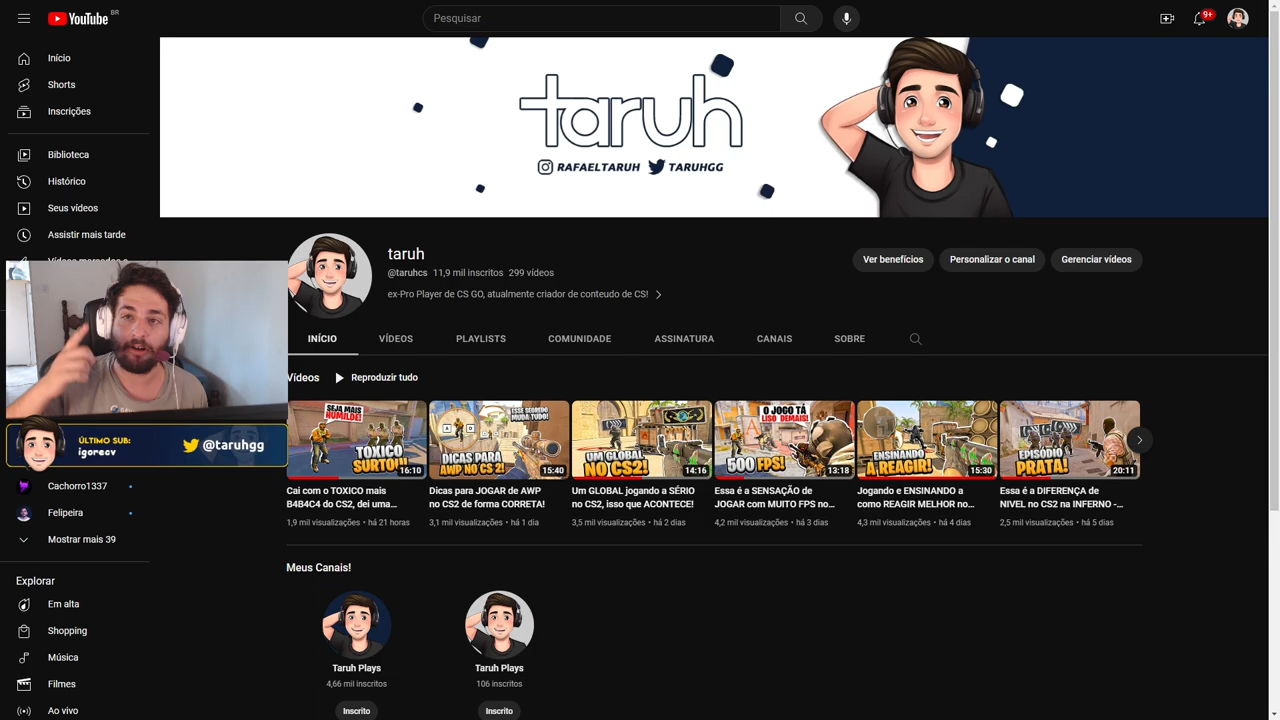 YouTube BR
Pesquisar
9+
Início
Shorts
Inscrições
Biblioteca
Histórico
Seus vídeos
Assistir mais tarde
taruh
RAFAELTARUH TARUHGG
taruh
@taruhcs 11,9 mil inscritos 299 vídeos
ex-Pro Player de CS GO, atualmente criador de conteudo de CS!
Ver benefícios
Personalizar o canal
Gerenciar vídeos
INÍCIO VÍDEOS PLAYLISTS COMUNIDADE ASSINATURA CANAIS SOBRE
Vídeos
Reproduzir tudo
SEJA MAIS
HUMILDE!
TOXICO
SURTOU
16:10
Cai com o TOXICO mais
B4B4C4 do CS2, dei uma…
1,9 mil visualizações • há 21 horas
ESSE SEGREDO
MUDA TUDO!
A D
DICAS PARA
AWP NO CS 2!
15:40
Dicas para JOGAR de AWP
no CS2 de forma CORRETA!
3,1 mil visualizações • há 1 dia
UM GLOBAL
NO CS2!
14:16
Um GLOBAL jogando a SÉRIO
no CS2, isso que ACONTECE!
3,5 mil visualizações • há 2 dias
O JOGO TÁ
LISO DEMAIS!
500 FPS!
13:18
Essa é a SENSAÇÃO de
JOGAR com MUITO FPS no…
4,2 mil visualizações • há 3 dias
ENSINANDO
A REAGIR!
15:30
Jogando e ENSINANDO a
como REAGIR MELHOR no…
4,3 mil visualizações • há 4 dias
EPISÓDIO
PRATA!
20:11
Essa é a DIFERENÇA de
NIVEL no CS2 na INFERNO -…
2,5 mil visualizações • há 5 dias
ÚLTIMO SUB:
igorecv
@taruhgg
Cachorro1337
Felipeira
Mostrar mais 39
Explorar
Em alta
Shopping
Música
Filmes
Ao vivo
Meus Canais!
Taruh Plays
4,66 mil inscritos
Inscrito
Taruh Plays
106 inscritos
Inscrito